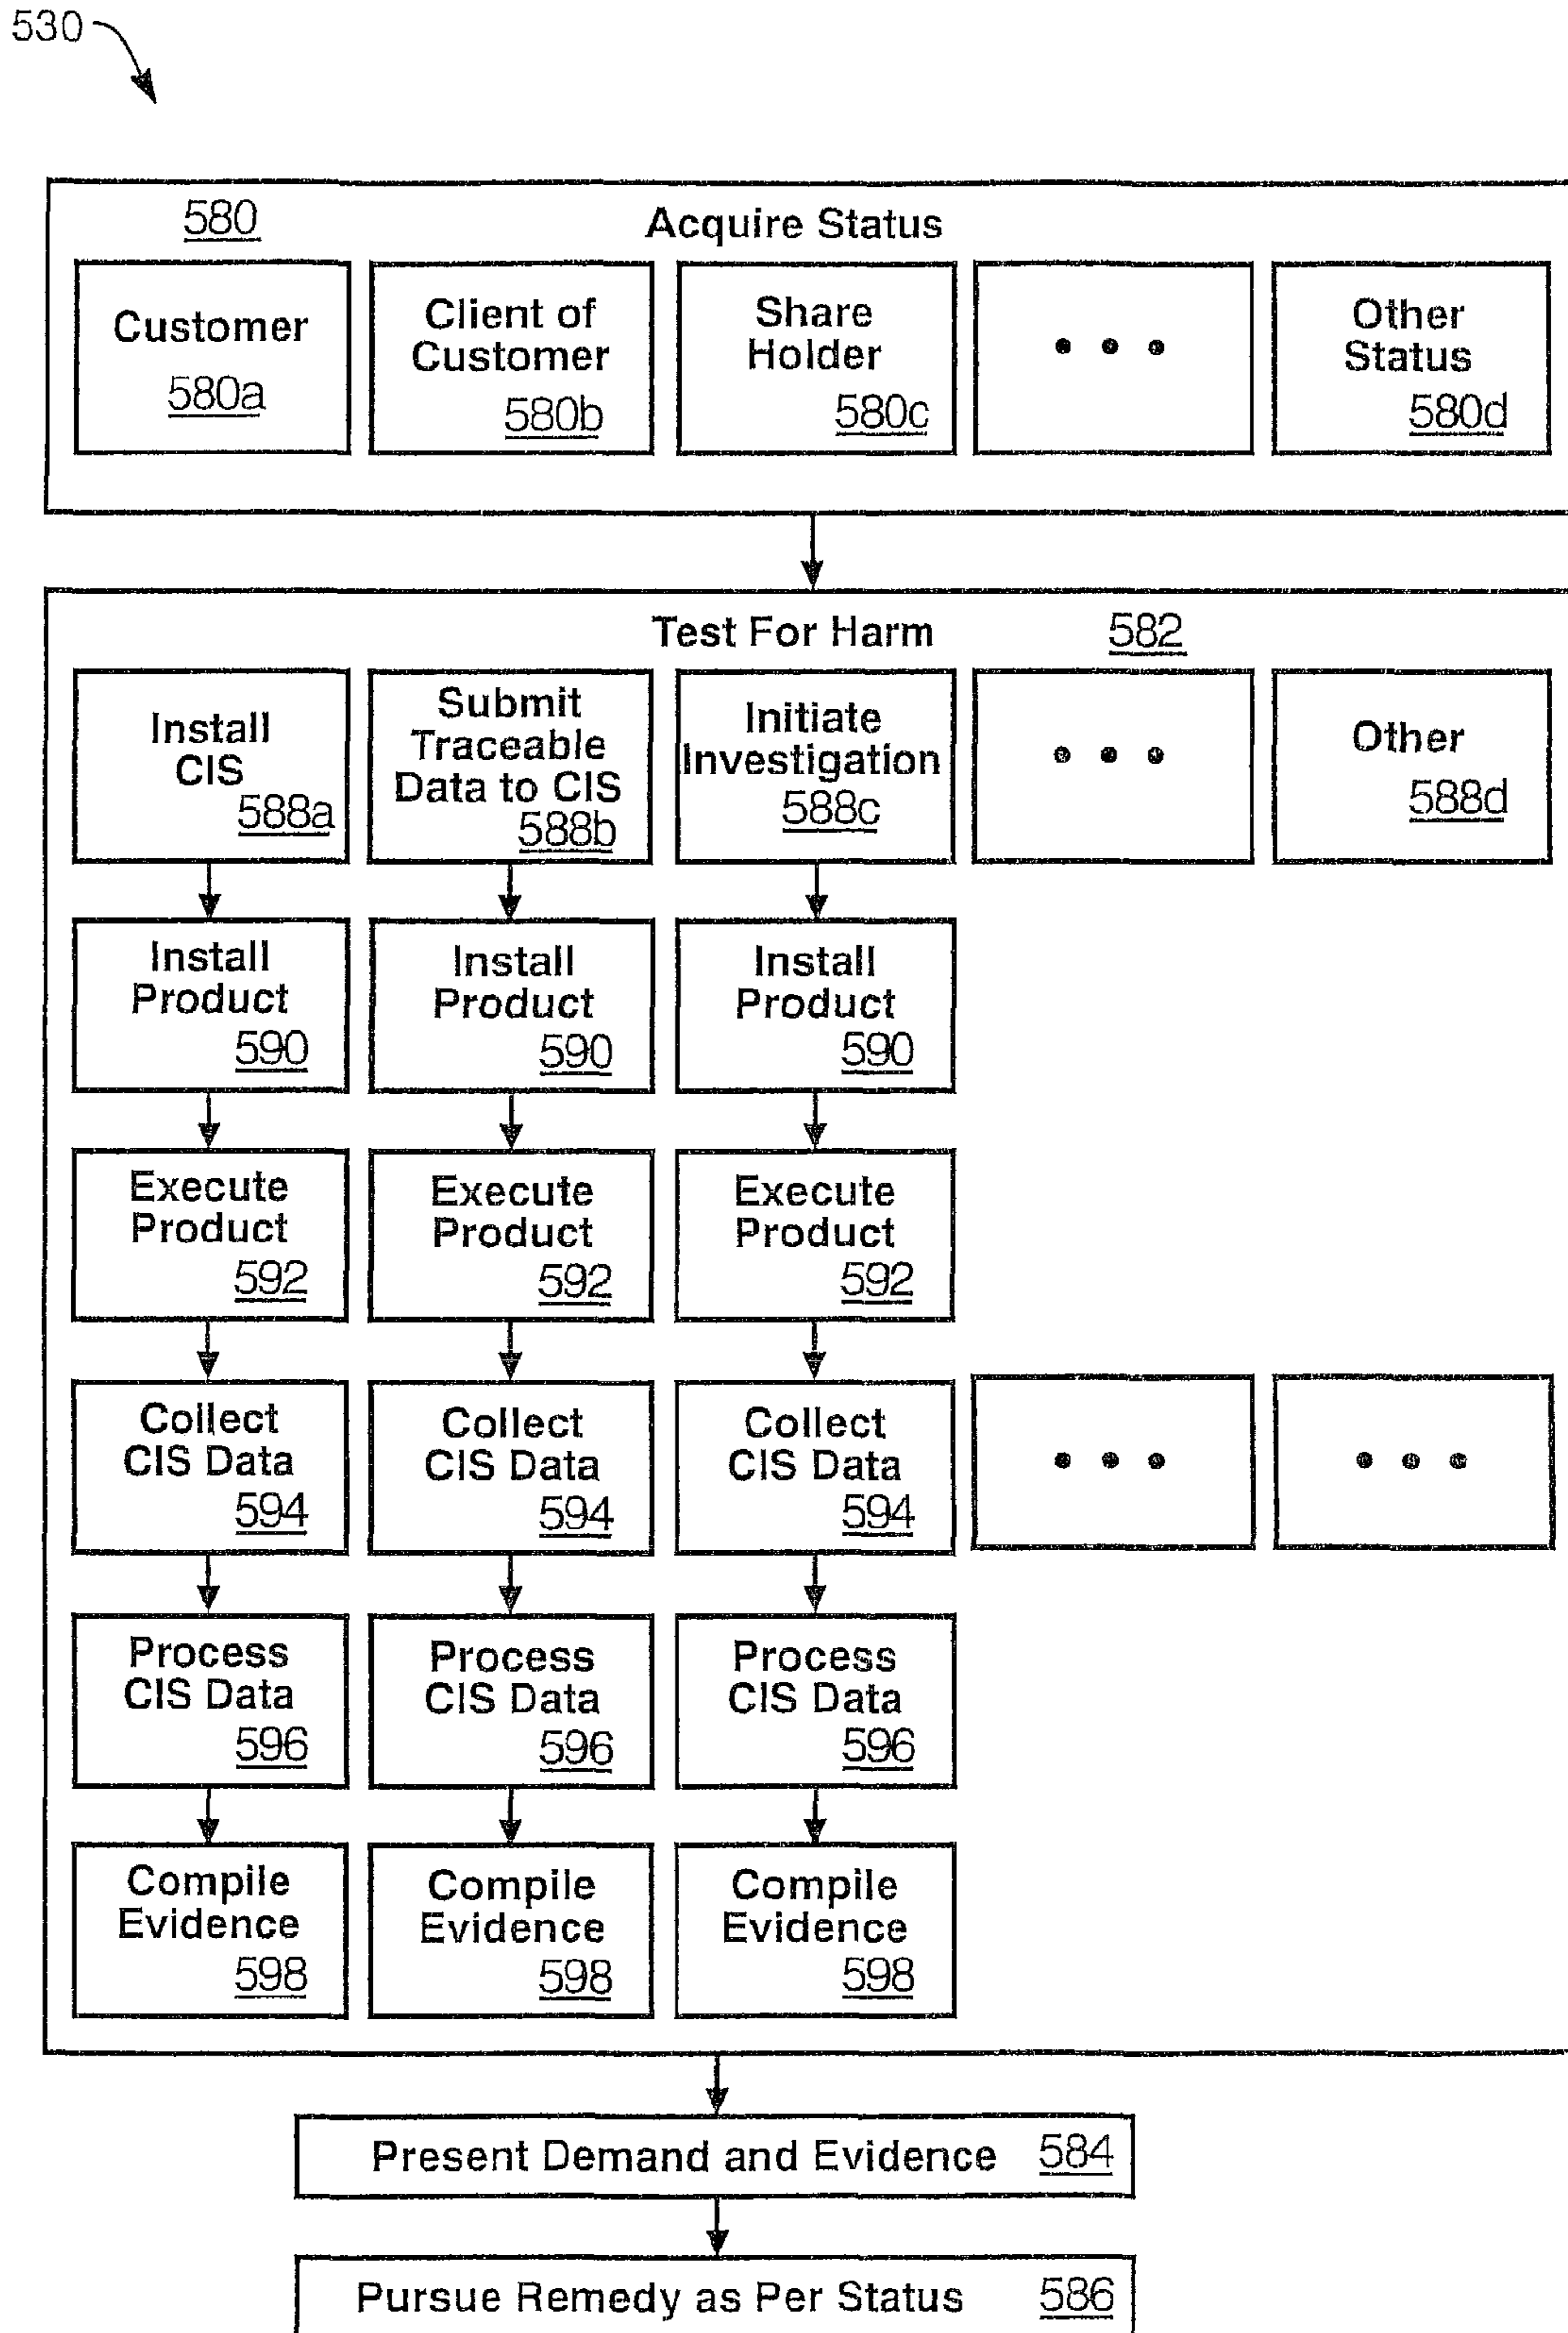 530
580
Acquire Status
Customer
580a
Client of
Customer
580b
Share
Holder
580c
• • •
Other
Status
580d
Test For Harm 582
Install
CIS
588a
Submit
Traceable
Data to CIS
588b
Initiate
Investigation
588c
• • •
Other
588d
Install
Product
590
Install
Product
590
Install
Product
590
Execute
Product
592
Execute
Product
592
Execute
Product
592
Collect
CIS Data
594
Collect
CIS Data
594
Collect
CIS Data
594
• • •
• • •
Process
CIS Data
596
Process
CIS Data
596
Process
CIS Data
596
Compile
Evidence
598
Compile
Evidence
598
Compile
Evidence
598
Present Demand and Evidence 584
Pursue Remedy as Per Status 586